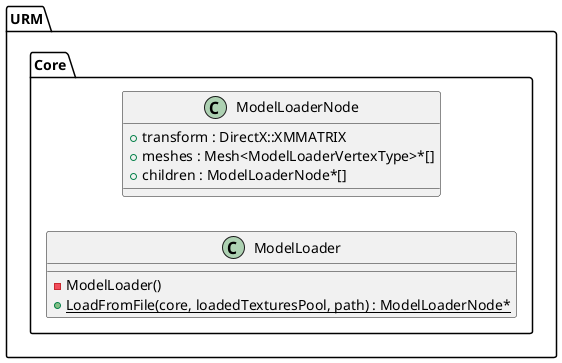 URM
Core
C ModelLoaderNode
transform : DirectX::XMMATRIX
meshes : Mesh<ModelLoaderVertexType>*[]
children : ModelLoaderNode*[]
C ModelLoader
ModelLoader()
LoadFromFile(core, loadedTexturesPool, path) : ModelLoaderNode*